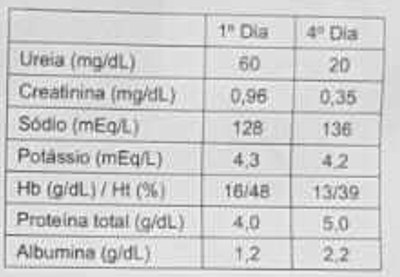 1º Dia 4º Dia
Ureia (mg/dL) 60 20
Creatinina (mg/dL) 0,96 0,35
Sódio (mEq/L) 128 136
Potássio (mEq/L) 4,3 4,2
Hb (g/dL) / Ht (%) 16/48 13/39
Proteína total (g/dL) 4,0 5,0
Albumina (g/dL) 1,2 2,2